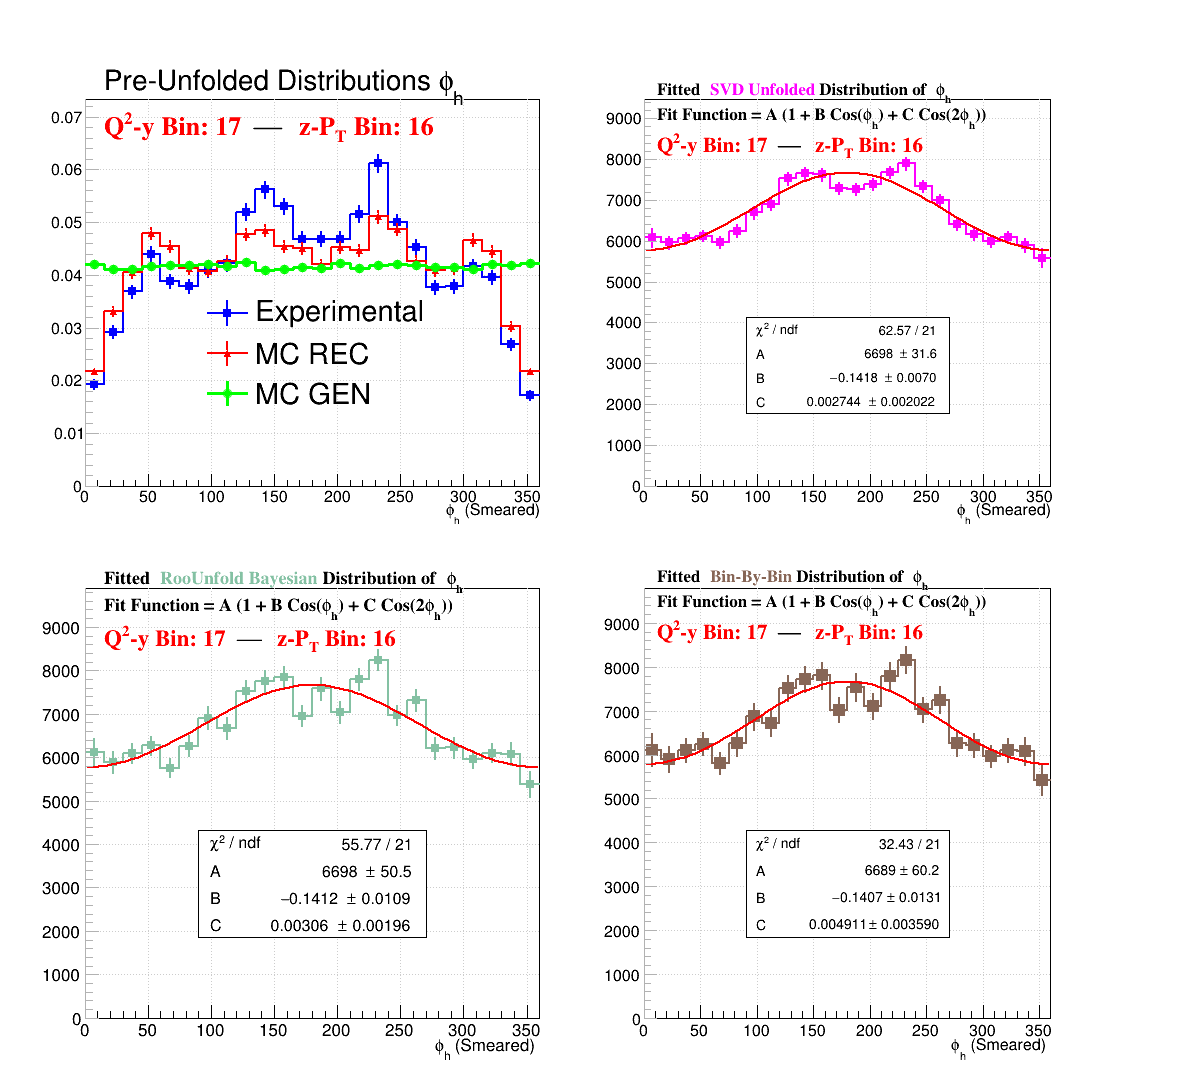 Pre-Unfolded Distributions ϕh
Q2-y Bin: 17 — z-PT Bin: 16
0.07
0.06
0.05
0.04
0.03
0.02
0.01
0
Experimental
MC REC
MC GEN
0 50 100 150 200 250 300 350
ϕh (Smeared)
Fitted SVD Unfolded Distribution of ϕh
Fit Function = A (1 + B Cos(ϕh) + C Cos(2ϕh))
Q2-y Bin: 17 — z-PT Bin: 16
9000
8000
7000
6000
5000
4000
3000
2000
1000
0
χ2 / ndf 62.57 / 21
A 6698 ± 31.6
B −0.1418 ± 0.0070
C 0.002744 ± 0.002022
0 50 100 150 200 250 300 350
ϕh (Smeared)
Fitted RooUnfold Bayesian Distribution of ϕh
Fit Function = A (1 + B Cos(ϕh) + C Cos(2ϕh))
Q2-y Bin: 17 — z-PT Bin: 16
9000
8000
7000
6000
5000
4000
3000
2000
1000
0
χ2 / ndf 55.77 / 21
A 6698 ± 50.5
B −0.1412 ± 0.0109
C 0.00306 ± 0.00196
0 50 100 150 200 250 300 350
ϕh (Smeared)
Fitted Bin-By-Bin Distribution of ϕh
Fit Function = A (1 + B Cos(ϕh) + C Cos(2ϕh))
Q2-y Bin: 17 — z-PT Bin: 16
9000
8000
7000
6000
5000
4000
3000
2000
1000
0
χ2 / ndf 32.43 / 21
A 6689 ± 60.2
B −0.1407 ± 0.0131
C 0.004911 ± 0.003590
0 50 100 150 200 250 300 350
ϕh (Smeared)